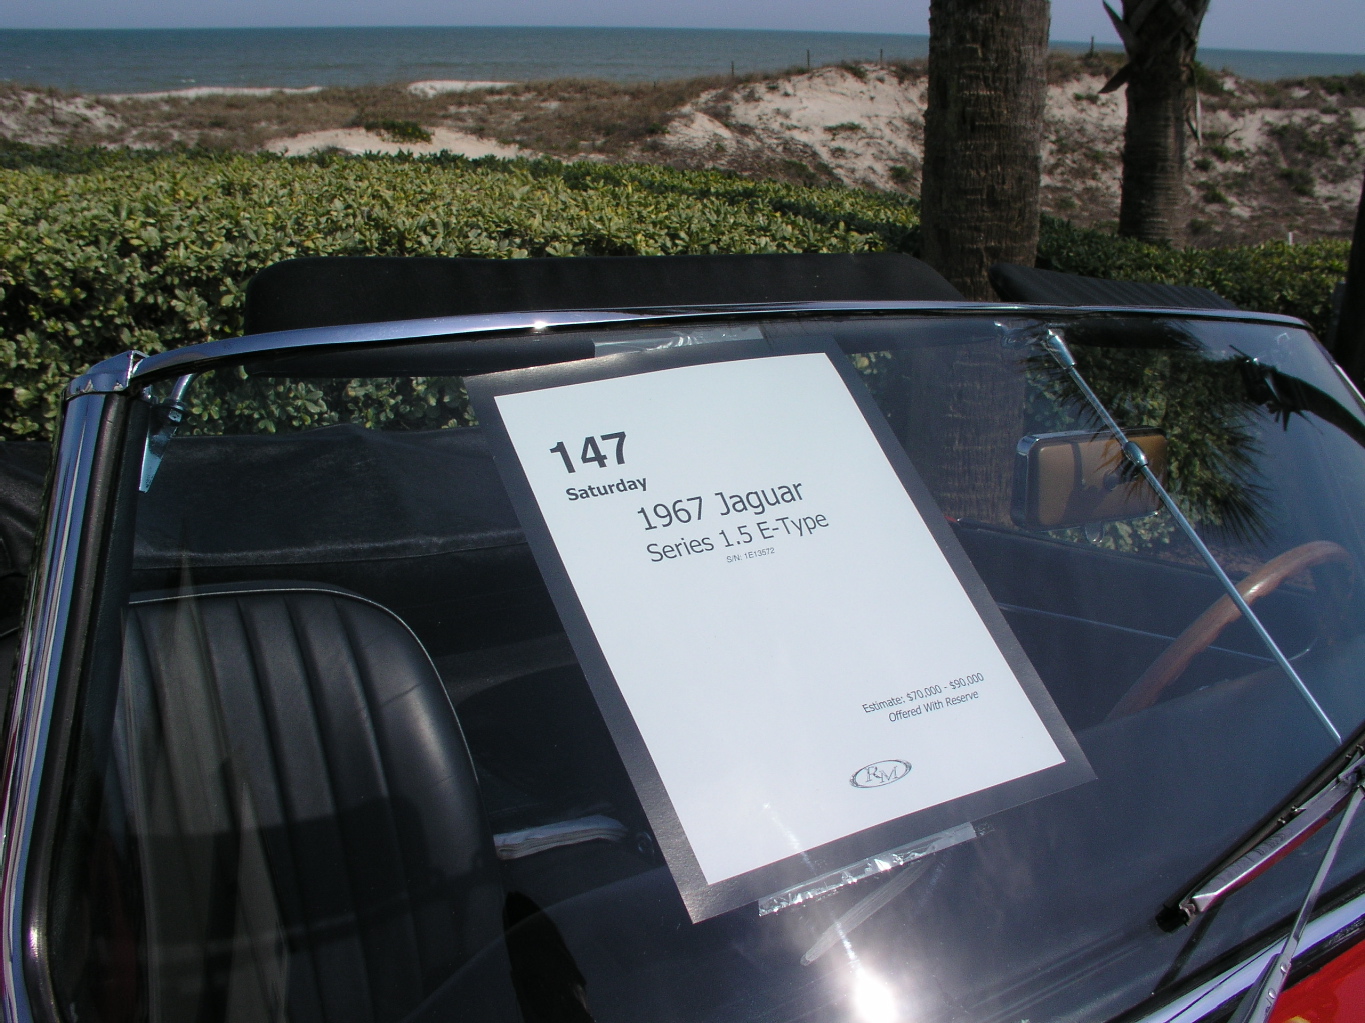 147
Saturday
1967 Jaguar
Series 1.5 E-Type
S/N: 1E13572
Estimate: $70,000 - $90,000
Offered With Reserve
RM